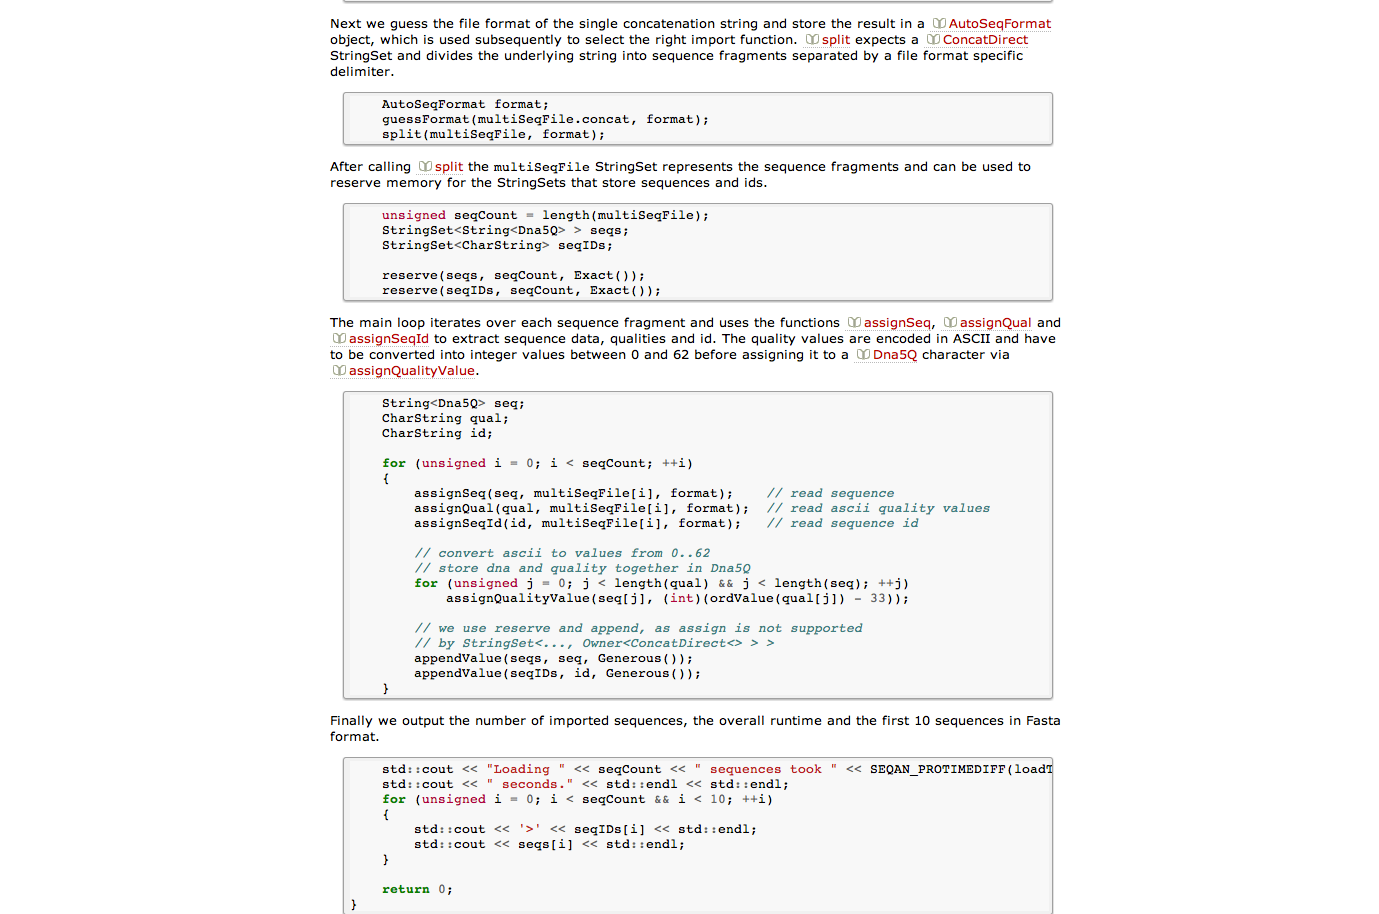 Next we guess the file format of the single concatenation string and store the result in a AutoSeqFormat
object, which is used subsequently to select the right import function. split expects a ConcatDirect
StringSet and divides the underlying string into sequence fragments separated by a file format specific
delimiter.
AutoSeqFormat format;
guessFormat(multiSeqFile.concat, format);
split(multiSeqFile, format);
After calling split the multiSeqFile StringSet represents the sequence fragments and can be used to
reserve memory for the StringSets that store sequences and ids.
unsigned seqCount = length(multiSeqFile);
StringSet<String<Dna5Q> > seqs;
StringSet<CharString> seqIDs;
reserve(seqs, seqCount, Exact());
reserve(seqIDs, seqCount, Exact());
The main loop iterates over each sequence fragment and uses the functions assignSeq, assignQual and
assignSeqId to extract sequence data, qualities and id. The quality values are encoded in ASCII and have
to be converted into integer values between 0 and 62 before assigning it to a Dna5Q character via
assignQualityValue.
String<Dna5Q> seq;
CharString qual;
CharString id;
for (unsigned i = 0; i < seqCount; ++i)
{
assignSeq(seq, multiSeqFile[i], format); // read sequence
assignQual(qual, multiSeqFile[i], format); // read ascii quality values
assignSeqId(id, multiSeqFile[i], format); // read sequence id
// convert ascii to values from 0..62
// store dna and quality together in Dna5Q
for (unsigned j = 0; j < length(qual) && j < length(seq); ++j)
assignQualityValue(seq[j], (int)(ordValue(qual[j]) - 33));
// we use reserve and append, as assign is not supported
// by StringSet<..., Owner<ConcatDirect<> > >
appendValue(seqs, seq, Generous());
appendValue(seqIDs, id, Generous());
}
Finally we output the number of imported sequences, the overall runtime and the first 10 sequences in Fasta
format.
std::cout << "Loading " << seqCount << " sequences took " << SEQAN_PROTIMEDIFF(loadT
std::cout << " seconds." << std::endl << std::endl;
for (unsigned i = 0; i < seqCount && i < 10; ++i)
{
std::cout << '>' << seqIDs[i] << std::endl;
std::cout << seqs[i] << std::endl;
}
return 0;
}